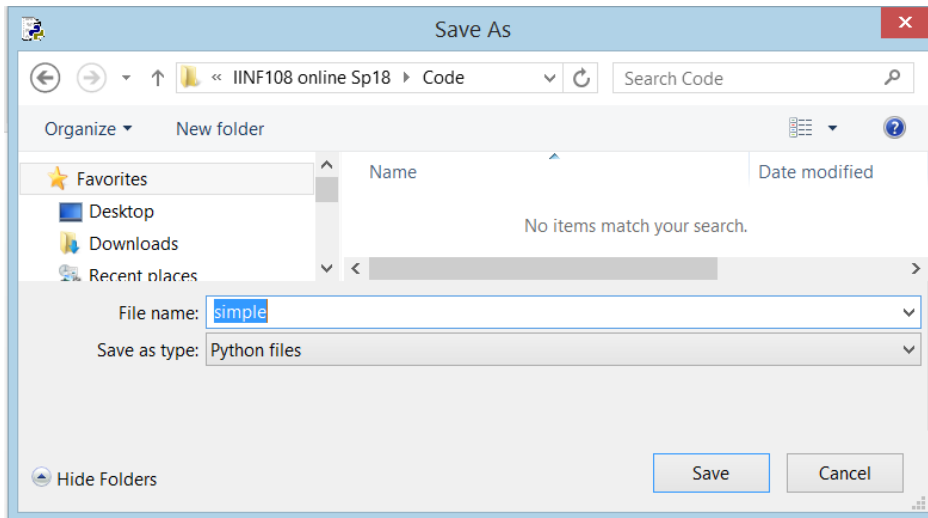 Save As
« IINF108 online Sp18 Code Search Code
Organize New folder
Favorites Name Date modified
Desktop No items match your search.
Downloads
Recent places
File name: simple
Save as type: Python files
Hide Folders Save Cancel